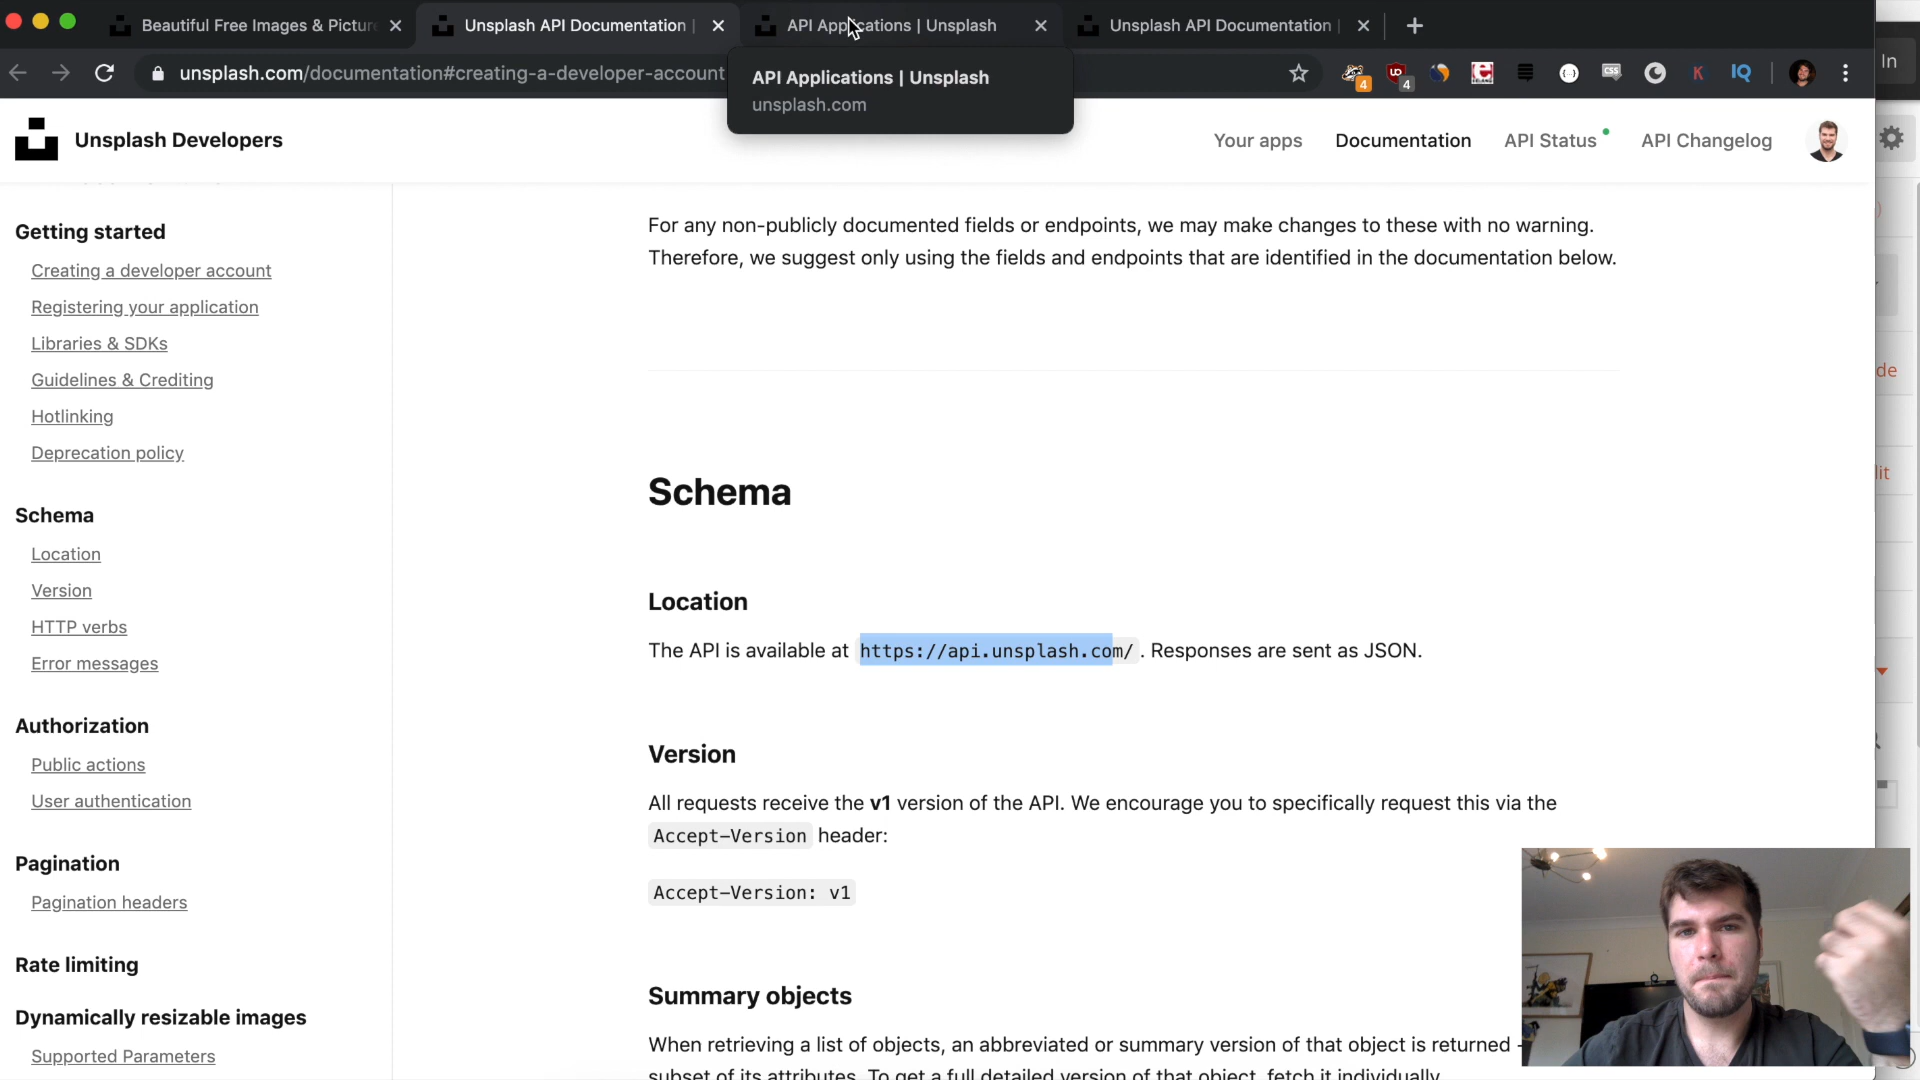 Beautiful Free Images & Picture
Unsplash API Documentation |
API Applications | Unsplash
Unsplash API Documentation |
unsplash.com/documentation#creating-a-developer-account
4
4
CSS
K
IQ
In
API Applications | Unsplash
unsplash.com
Unsplash Developers
Your apps
Documentation
API Status
API Changelog
Getting started
Creating a developer account
Registering your application
Libraries & SDKs
Guidelines & Crediting
Hotlinking
Deprecation policy
Schema
Location
Version
HTTP verbs
Error messages
Authorization
Public actions
User authentication
Pagination
Pagination headers
Rate limiting
Dynamically resizable images
Supported Parameters
For any non-publicly documented fields or endpoints, we may make changes to these with no warning.
Therefore, we suggest only using the fields and endpoints that are identified in the documentation below.
Schema
Location
The API is available at https://api.unsplash.com/ . Responses are sent as JSON.
Version
All requests receive the v1 version of the API. We encourage you to specifically request this via the
Accept-Version header:
Accept-Version: v1
Summary objects
When retrieving a list of objects, an abbreviated or summary version of that object is returned -
subset of its attributes. To get a full detailed version of that object, fetch it individually.
de
lit